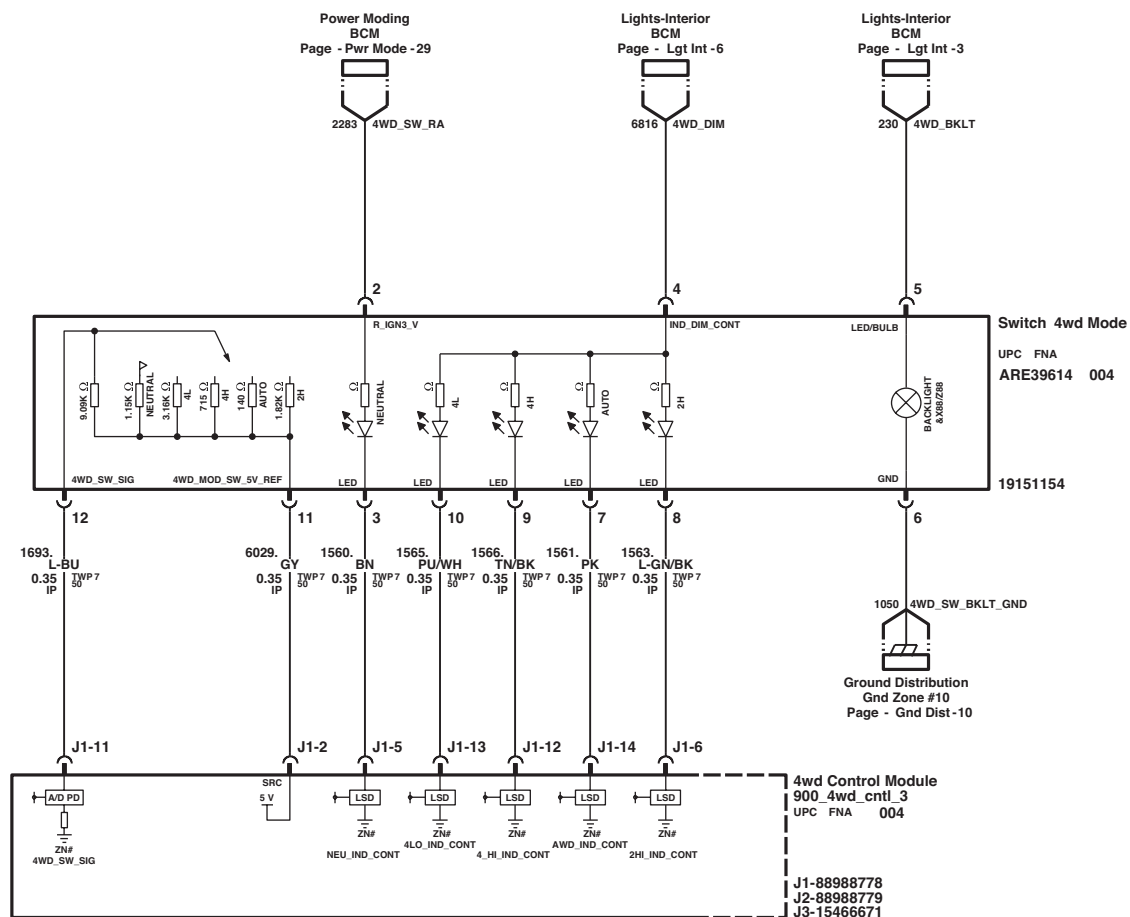 Power Moding
BCM
Page - Pwr Mode - 29
Lights-Interior
BCM
Page - Lgt Int - 6
Lights-Interior
BCM
Page - Lgt Int - 3
2283 4WD_SW_RA
6816 4WD_DIM
230 4WD_BKLT
2
4
5
R_IGN3_V
IND_DIM_CONT
LED/BULB
Switch 4wd Mode
UPC FNA
ARE39614 004
9.09K Ω
1.15K Ω
NEUTRAL
3.16K Ω
4L
715 Ω
4H
140 Ω
AUTO
1.82K Ω
2H
Ω
NEUTRAL
Ω
4L
Ω
4H
Ω
AUTO
Ω
2H
BACKLIGHT
&X88/Z88
4WD_SW_SIG
4WD_MOD_SW_5V_REF
LED
LED
LED
LED
LED
GND
19151154
12
11
3
10
9
7
8
6
1693.
L-BU
0.35 TWP 7
50
IP
6029.
GY
0.35 TWP 7
50
IP
1560.
BN
0.35 TWP 7
50
IP
1565.
PU/WH
0.35 TWP 7
50
IP
1566.
TN/BK
0.35 TWP 7
50
IP
1561.
PK
0.35 TWP 7
50
IP
1563.
L-GN/BK
0.35 TWP 7
50
IP
1050 4WD_SW_BKLT_GND
Ground Distribution
Gnd Zone #10
Page - Gnd Dist - 10
J1-11
J1-2
J1-5
J1-13
J1-12
J1-14
J1-6
A/D PD
ZN#
4WD_SW_SIG
SRC
5 V
LSD
ZN#
NEU_IND_CONT
LSD
ZN#
4LO_IND_CONT
LSD
ZN#
4_HI_IND_CONT
LSD
ZN#
AWD_IND_CONT
LSD
ZN#
2HI_IND_CONT
4wd Control Module
900_4wd_cntl_3
UPC FNA 004
J1-88988778
J2-88988779
J3-15466671